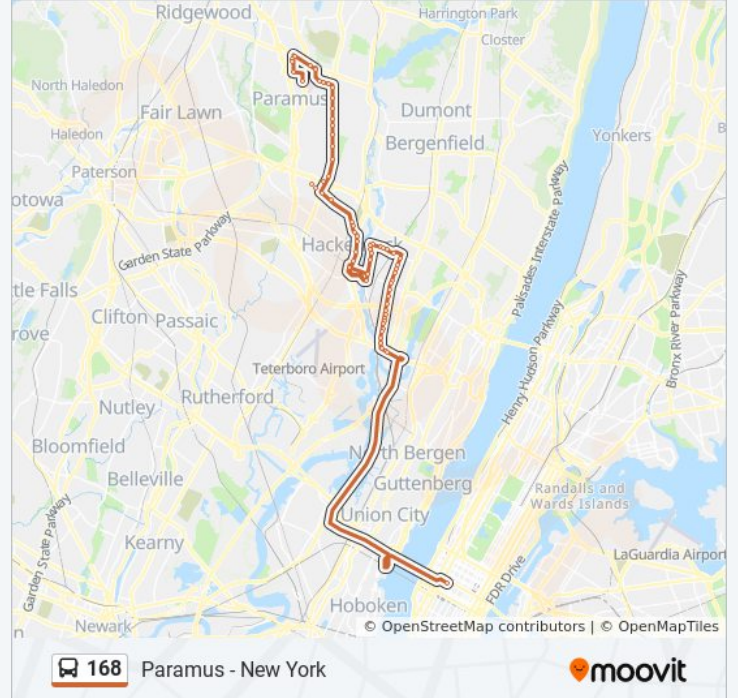 Ridgewood
Harrington Park
Closter
North Haledon
Paramus
Dumont
Fair Lawn
Bergenfield
Yonkers
B
Haledon
Paterson
otowa
Garden State Parkway
Palisades Interstate Parkway
tle Falls
Clifton
Passaic
rove
Henry Hudson Parkway
Bronx River Parkway
Teterboro Airport
Nutley
Rutherford
Bloomfield
North Bergen
Belleville
Guttenberg
Randalls and
Wards Islands
Union City
Garden State Parkway
Kearny
LaGuardia Airport
FDR Drive
Hoboken
Newark
n
© OpenStreetMap contributors | © OpenMapTiles
168 Paramus - New York
moovit